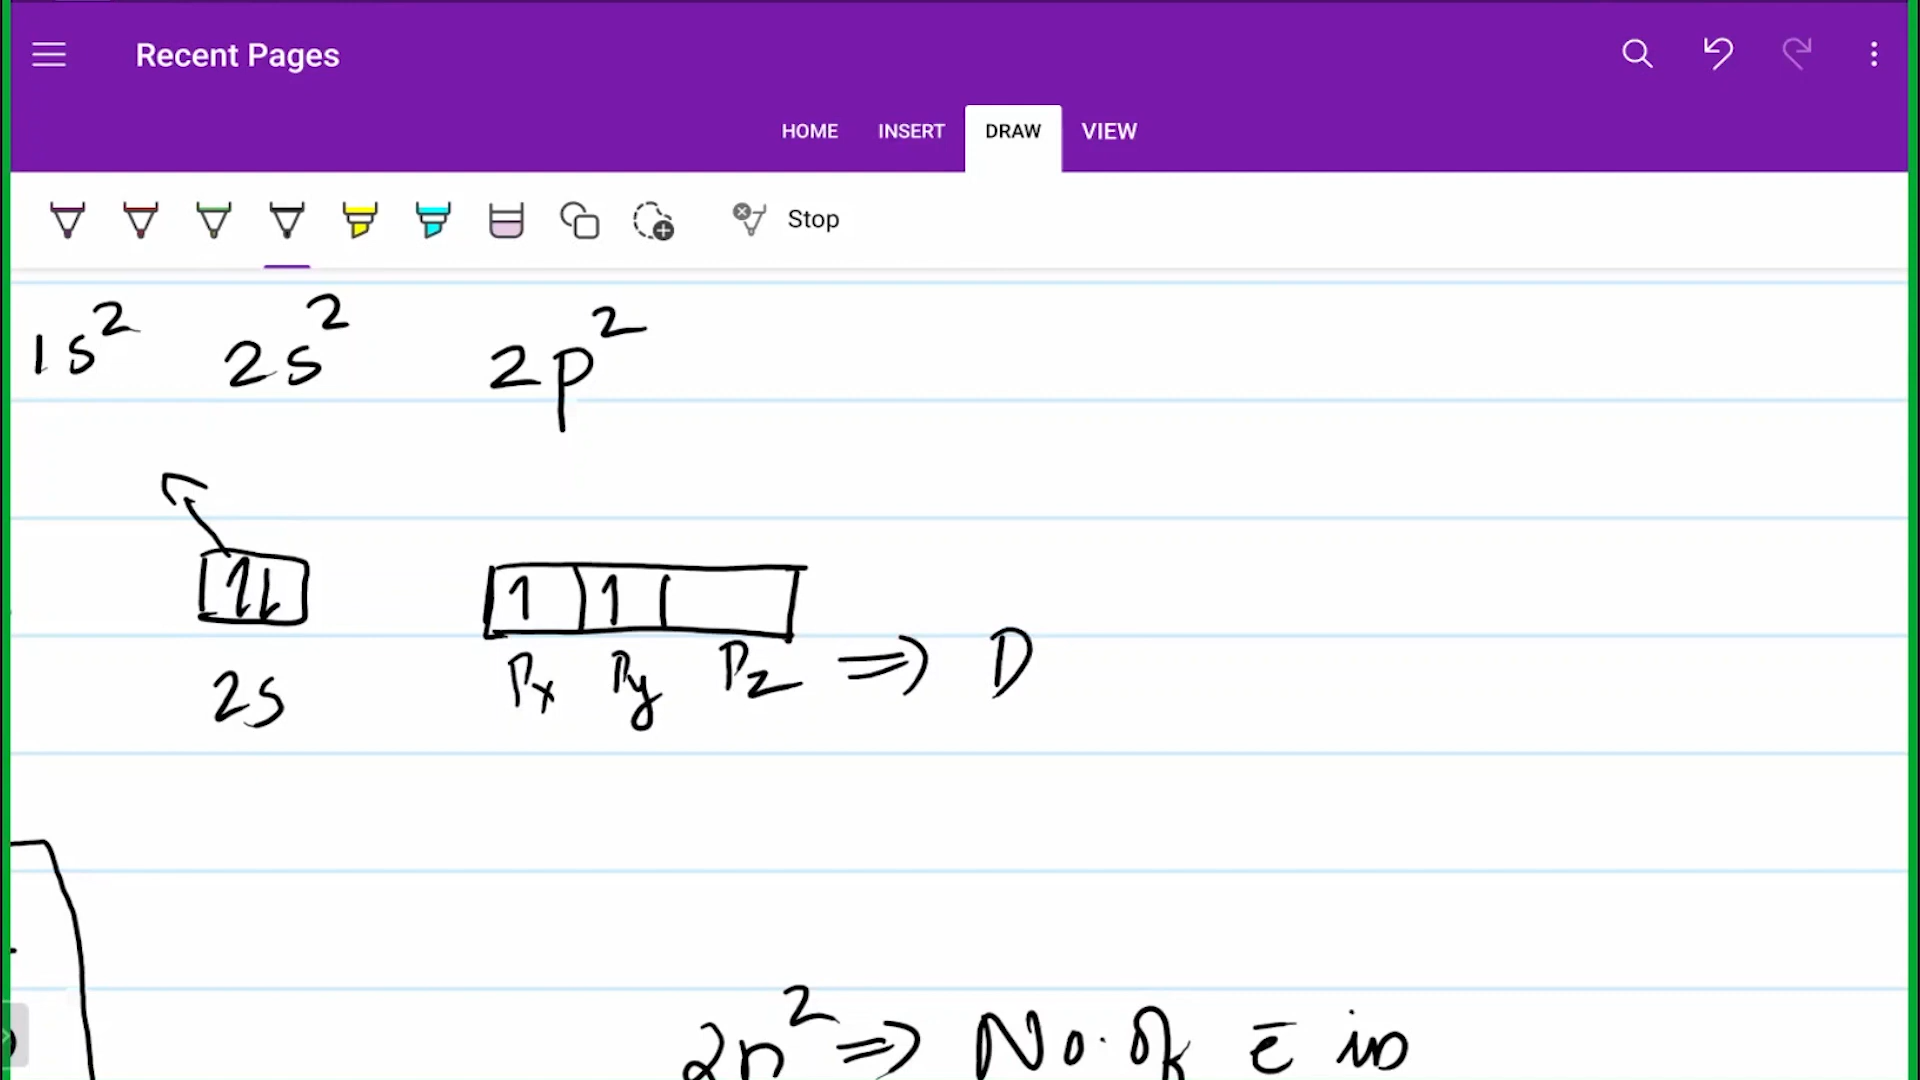 Recent Pages
HOME INSERT DRAW VIEW
Stop
1s² 2s² 2p²
1 1 1
2s Px Py Pz ⇒ D
2n² ⇒ No. of ē in